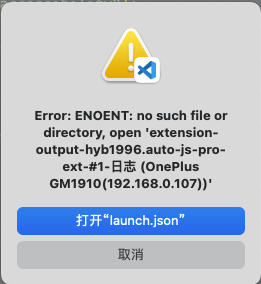 Error: ENOENT: no such file or
directory, open 'extension-
output-hyb1996.auto-js-pro-
ext-#1-日志 (OnePlus
GM1910(192.168.0.107))'
打开“launch.json”
取消